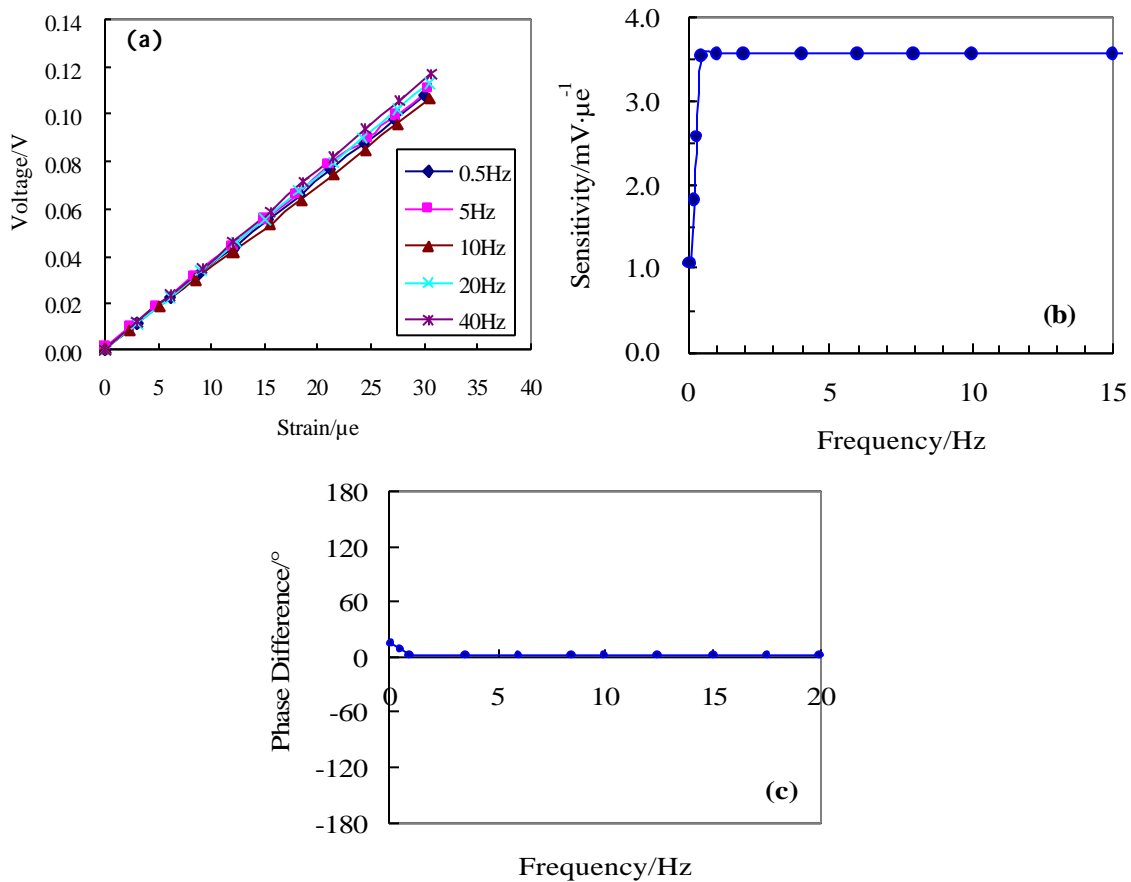 (a)
Voltage/V
0.14
0.12
0.10
0.08
0.06
0.04
0.02
0.00
0 5 10 15 20 25 30 35 40
Strain/µe
0.5Hz
5Hz
10Hz
20Hz
40Hz
Sensitivity/mV·µe⁻¹
4.0
3.0
2.0
1.0
0.0
(b)
0 5 10 15
Frequency/Hz
Phase Difference/°
180
120
60
0
-60
-120
-180
0 5 10 15 20
(c)
Frequency/Hz